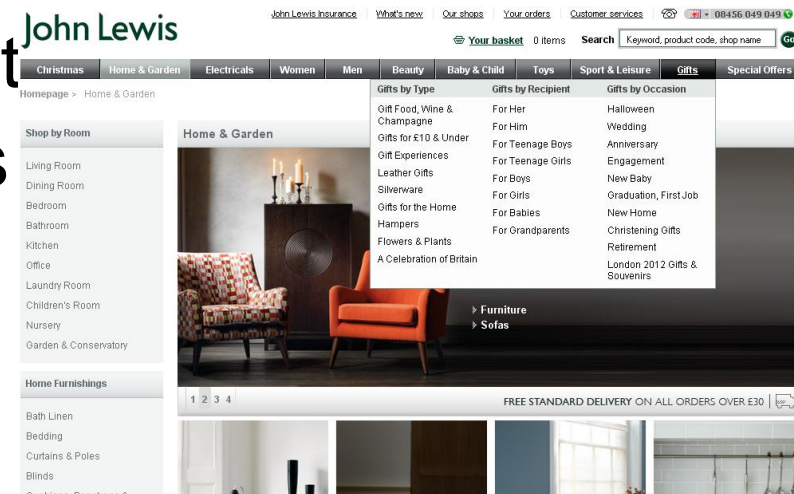 John Lewis Insurance What's new Our shops Your orders Customer services 08456 049 049
John Lewis
t
Your basket 0 items Search Keyword, product code, shop name Go
Christmas Home & Garden Electricals Women Men Beauty Baby & Child Toys Sport & Leisure Gifts Special Offers
Homepage > Home & Garden
s
Shop by Room
Living Room
Dining Room
Bedroom
Bathroom
Kitchen
Office
Laundry Room
Children's Room
Nursery
Garden & Conservatory
Home Furnishings
Bath Linen
Bedding
Curtains & Poles
Blinds
Home & Garden
Gifts by Type
Gift Food, Wine &
Champagne
Gifts for £10 & Under
Gift Experiences
Leather Gifts
Silverware
Gifts for the Home
Hampers
Flowers & Plants
A Celebration of Britain
Gifts by Recipient
For Her
For Him
For Teenage Boys
For Teenage Girls
For Boys
For Girls
For Babies
For Grandparents
Gifts by Occasion
Halloween
Wedding
Anniversary
Engagement
New Baby
Graduation, First Job
New Home
Christening Gifts
Retirement
London 2012 Gifts &
Souvenirs
Furniture
Sofas
1 2 3 4
FREE STANDARD DELIVERY ON ALL ORDERS OVER £30